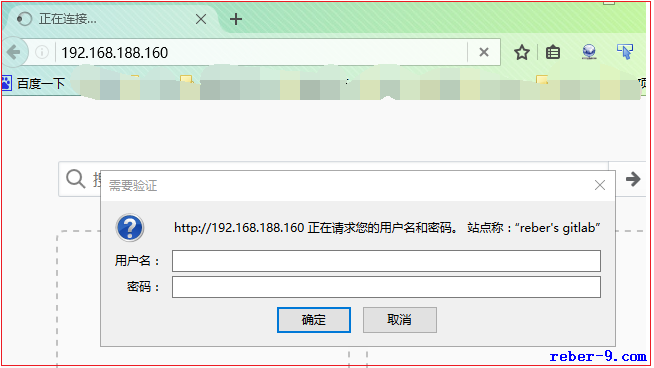 正在连接...
192.168.188.160
百度一下
需要验证
http://192.168.188.160 正在请求您的用户名和密码。 站点称：“reber's gitlab”
用户名：
密码：
确定
取消
reber-9.com